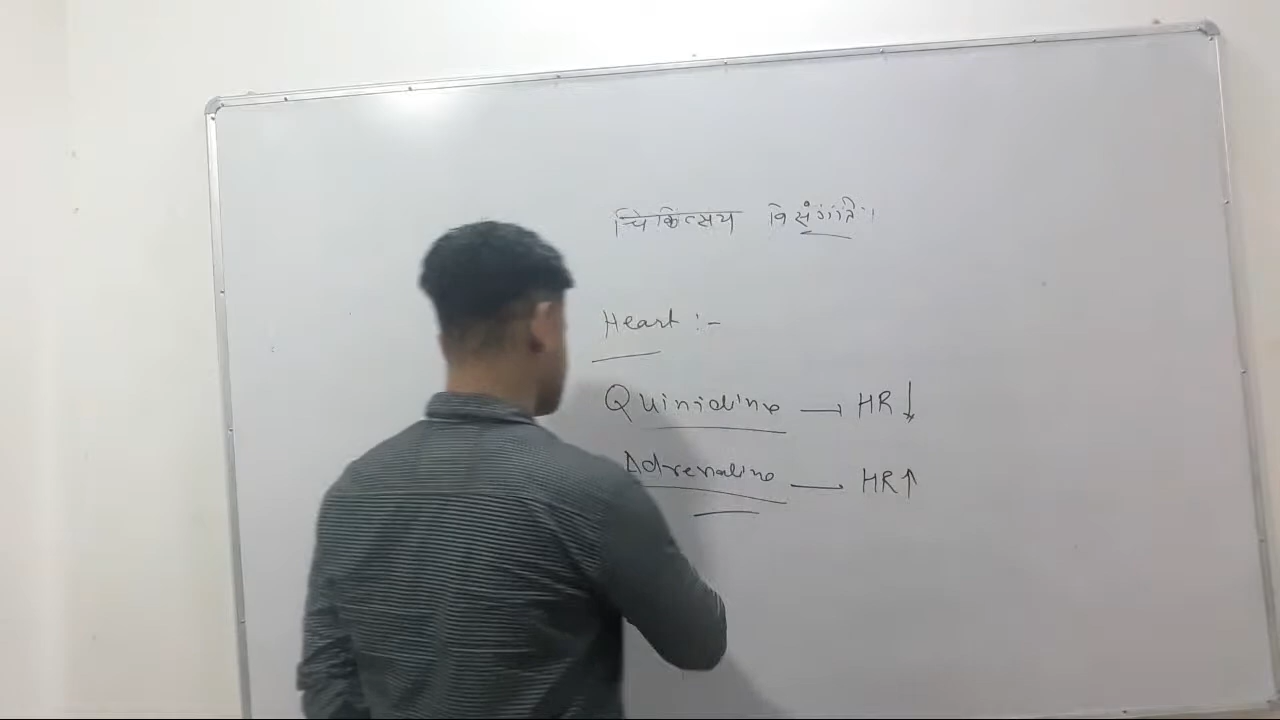 चिकित्सय विसंगति।
Heart :-
Quinidine → HR ↓
Adrenaline → HR ↑